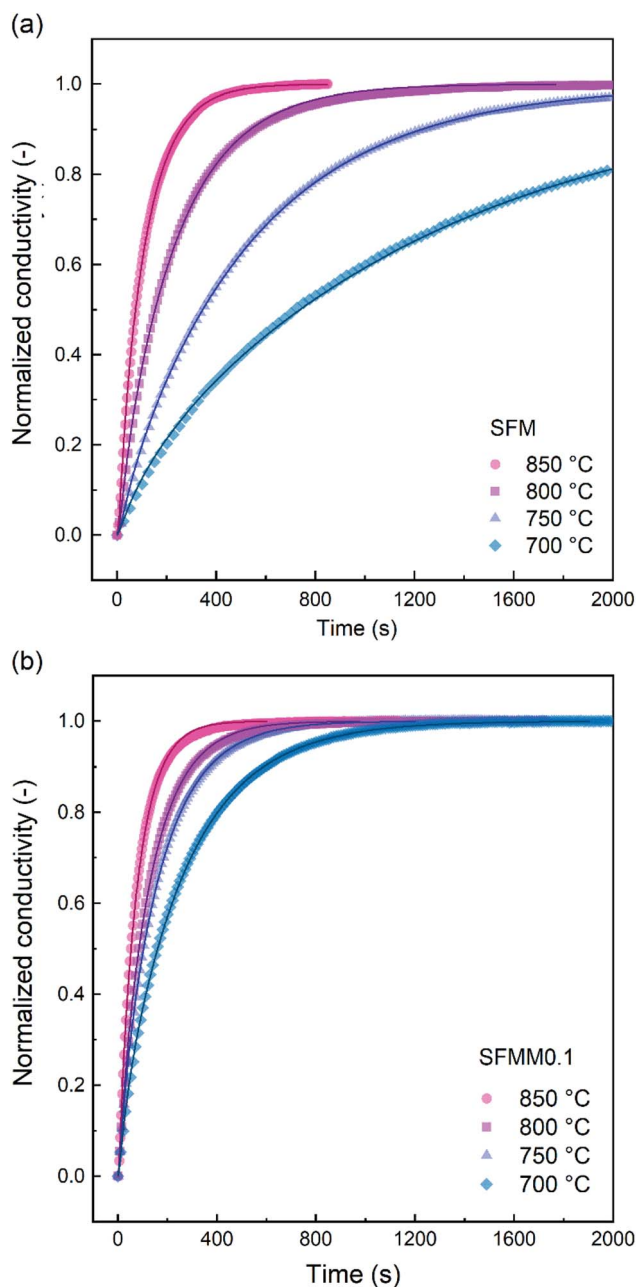 (a)
1.0
0.8
0.6
0.4
0.2
0.0
Normalized conductivity (-)
SFM
850 °C
800 °C
750 °C
700 °C
0 400 800 1200 1600 2000
Time (s)
(b)
1.0
0.8
0.6
0.4
0.2
0.0
Normalized conductivity (-)
SFMM0.1
850 °C
800 °C
750 °C
700 °C
0 400 800 1200 1600 2000
Time (s)